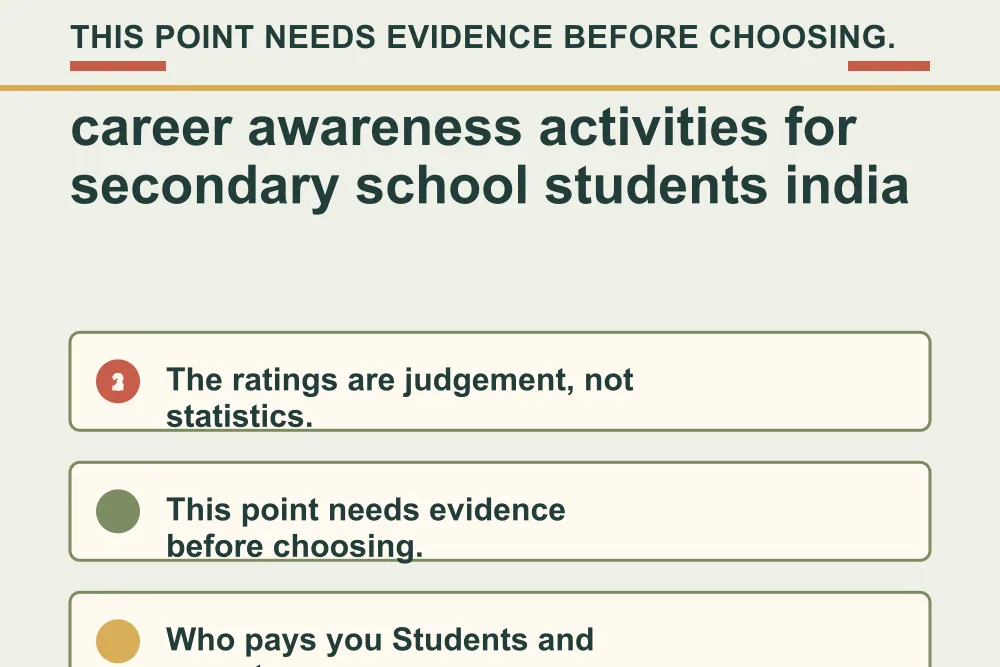 THIS POINT NEEDS EVIDENCE BEFORE CHOOSING.
career awareness activities for
secondary school students india
The ratings are judgement, not
statistics.
This point needs evidence
before choosing.
Who pays you Students and